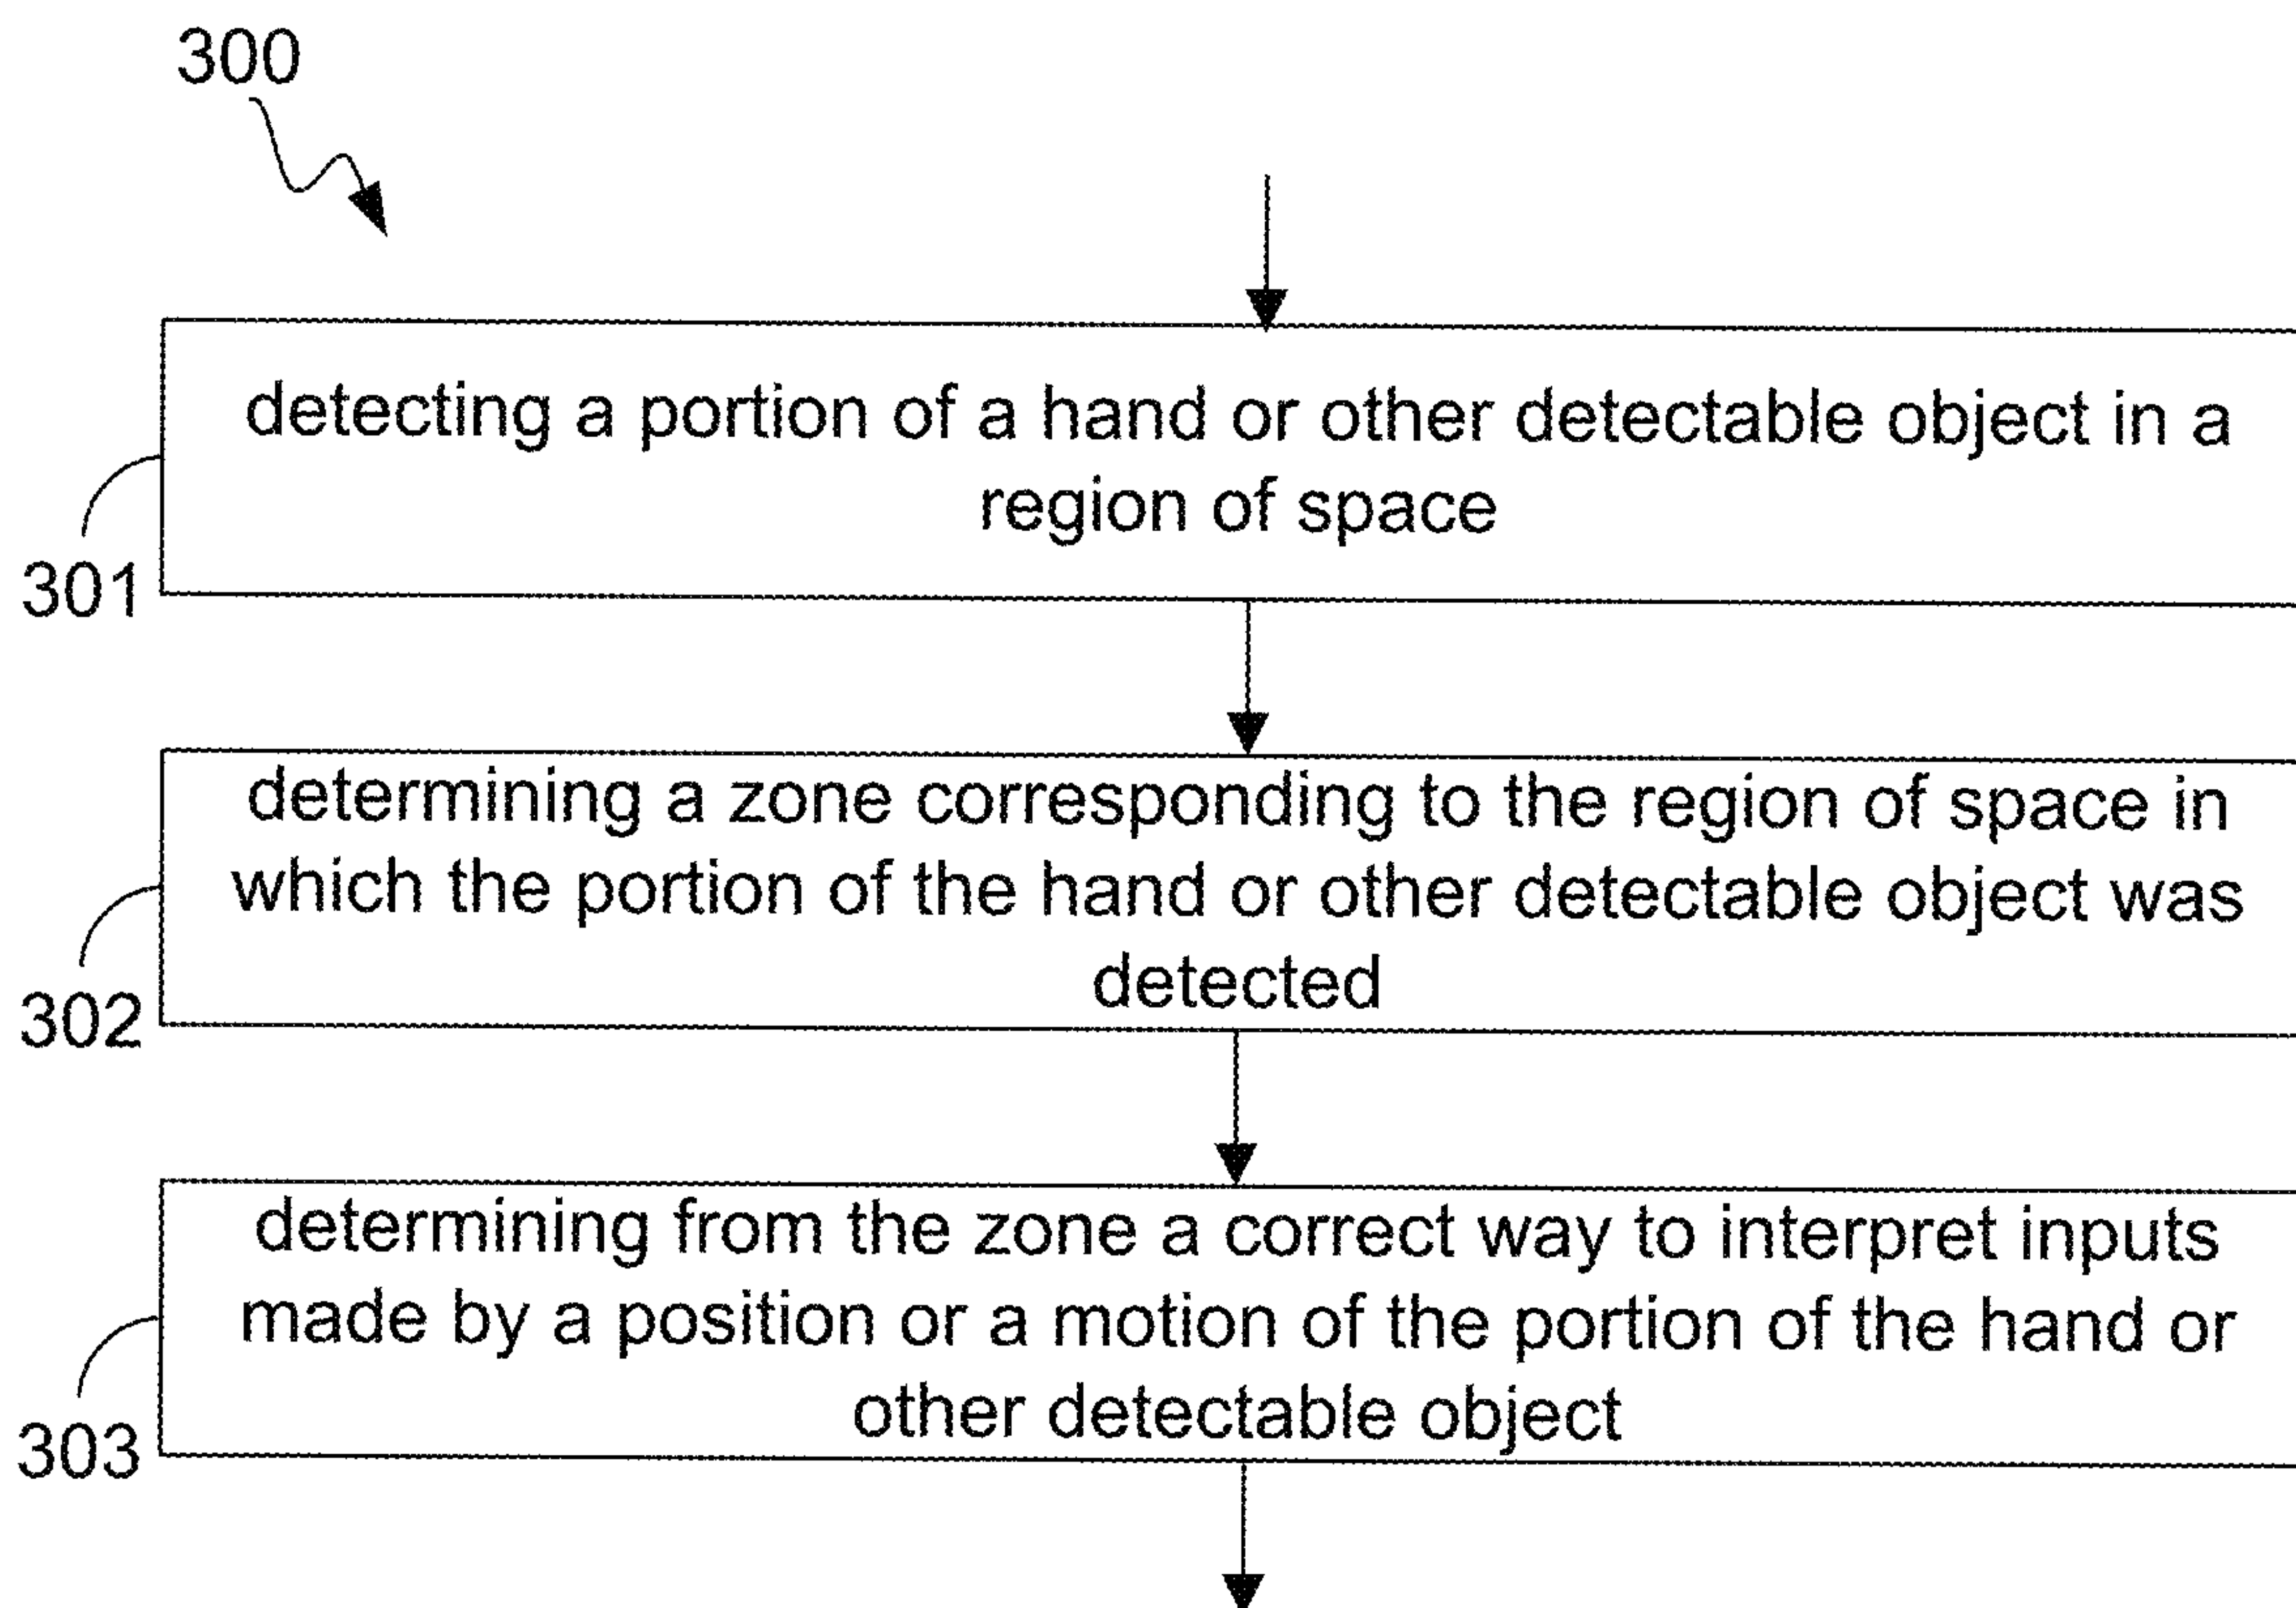 300
detecting a portion of a hand or other detectable object in a
region of space
301
determining a zone corresponding to the region of space in
which the portion of the hand or other detectable object was
detected
302
determining from the zone a correct way to interpret inputs
made by a position or a motion of the portion of the hand or
other detectable object
303